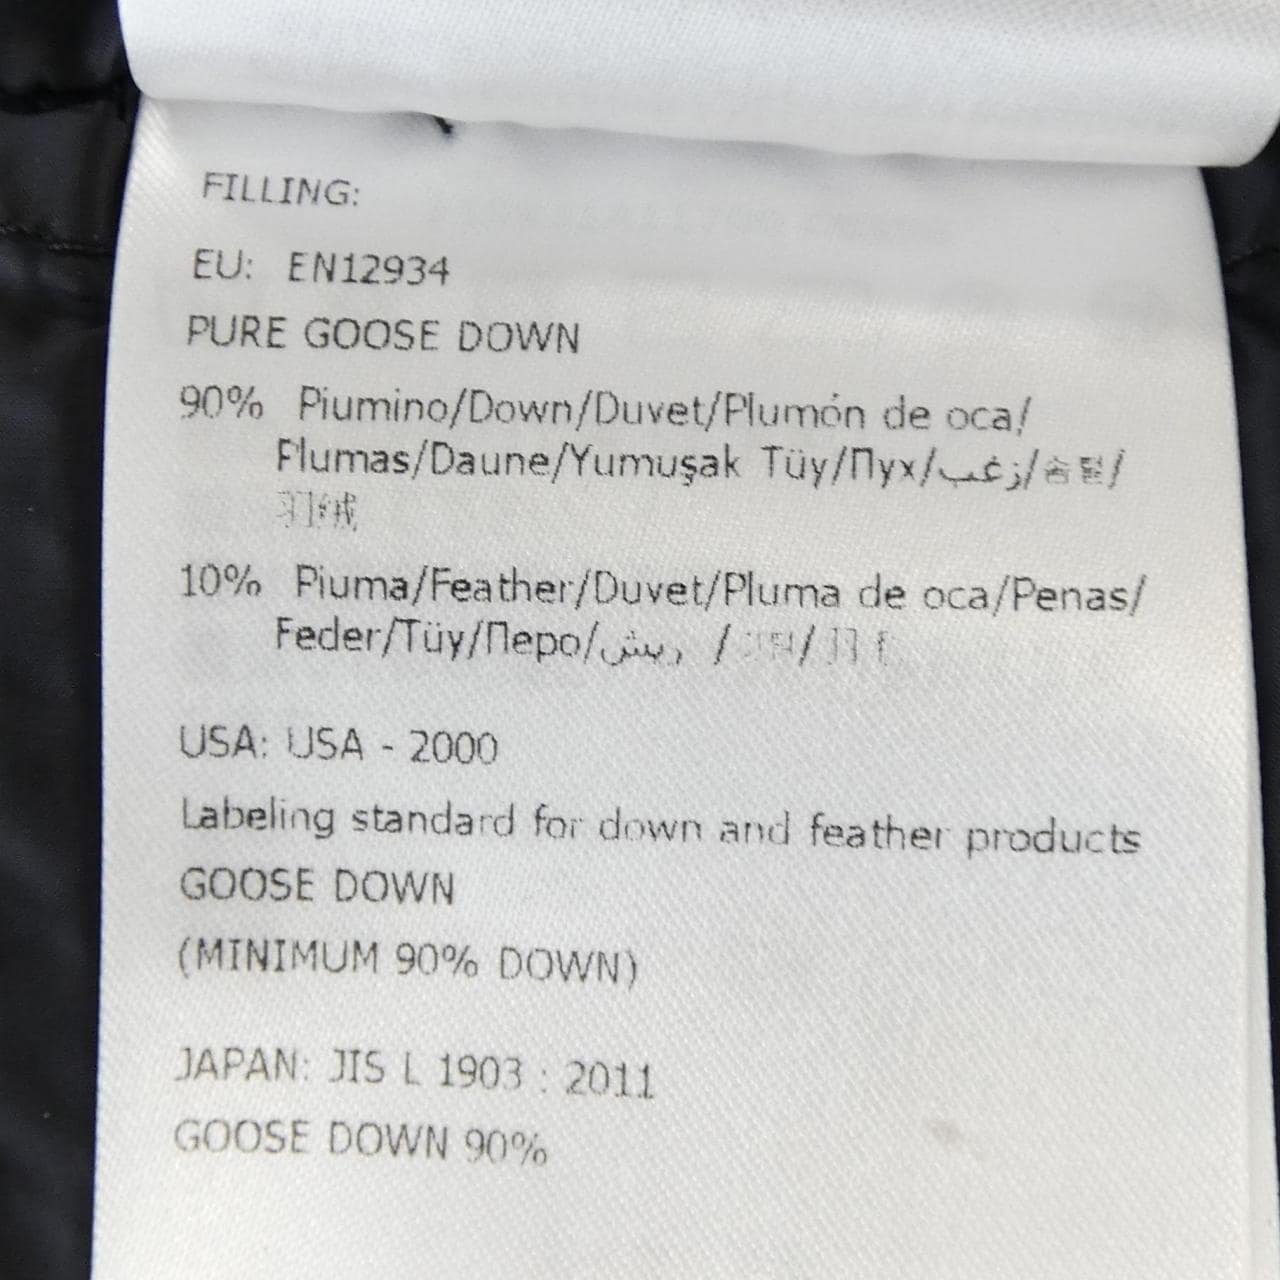 FILLING:
EU: EN12934
PURE GOOSE DOWN
90% Piumino/Down/Duvet/Plumón de oca/
Plumas/Daune/Yumuşak Tüy/Пух/زغب/솜털/
羽绒
10% Piuma/Feather/Duvet/Pluma de oca/Penas/
Feder/Tüy/Перо/ريش /
USA: USA - 2000
Labeling standard for down and feather products
GOOSE DOWN
(MINIMUM 90% DOWN)
JAPAN: JIS L 1903 : 2011
GOOSE DOWN 90%